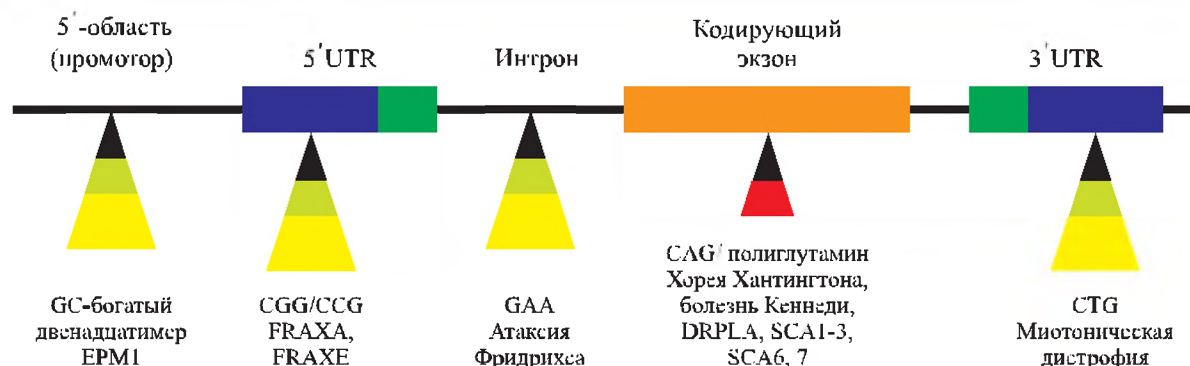 5'-область
(промотор)
5'UTR
Интрон
Кодирующий
экзон
3'UTR
GC-богатый
двенадцатимер
EPM1
CGG/CCG
FRAXA,
FRAXE
GAA
Атаксия
Фридрихса
CAG/ полиглутамин
Хорея Хантингтона,
болезнь Кеннеди,
DRPLA, SCA1-3,
SCA6, 7
CTG
Миотоническая
дистрофия